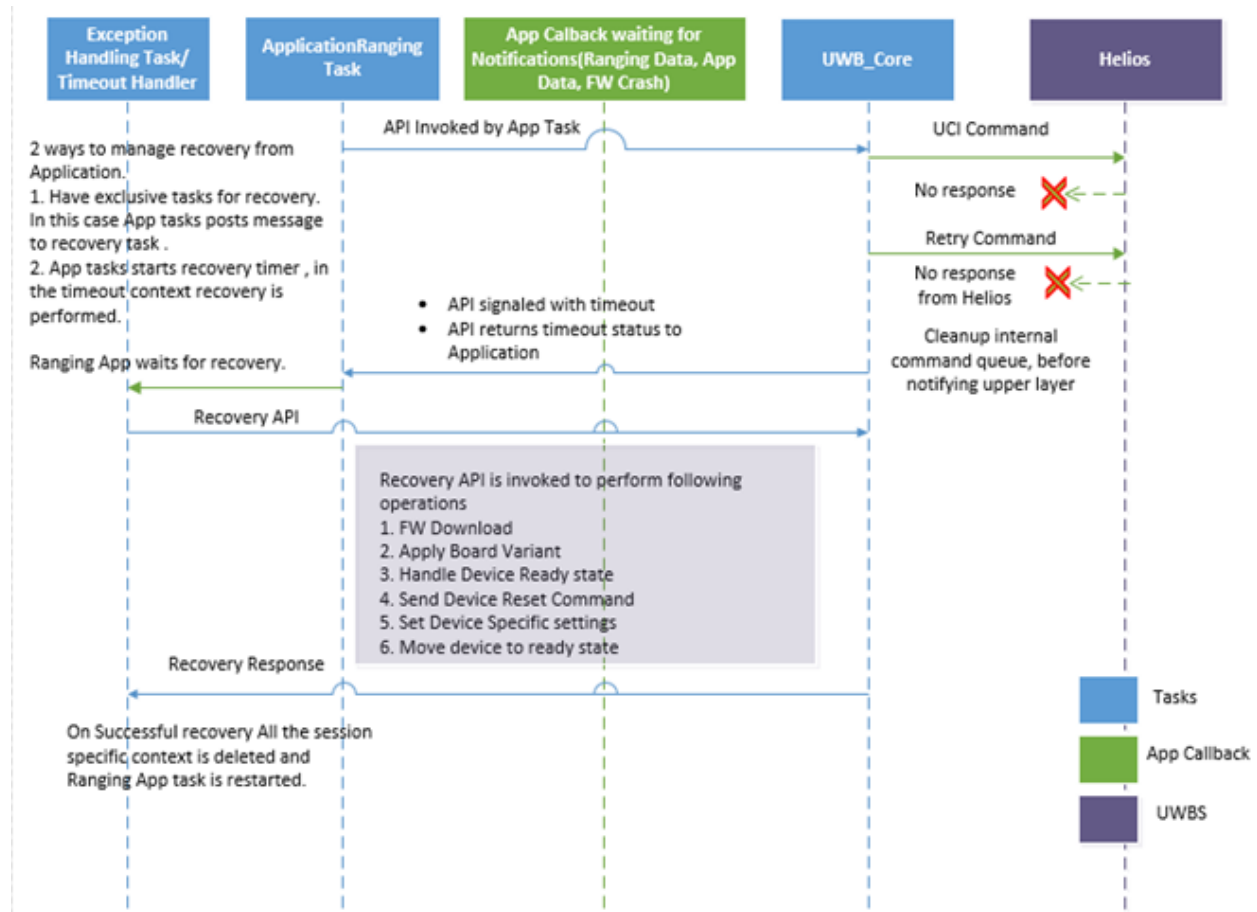 Exception
Handling Task/
Timeout Handler
ApplicationRanging
Task
App Calback waiting for
Notifications(Ranging Data, App
Data, FW Crash)
UWB_Core
Helios
API Invoked by App Task
UCI Command
2 ways to manage recovery from
Application.
1. Have exclusive tasks for recovery.
In this case App tasks posts message
to recovery task .
2. App tasks starts recovery timer , in
the timeout context recovery is
performed.
No response
Retry Command
No response
from Helios
• API signaled with timeout
• API returns timeout status to
Application
Cleanup internal
command queue, before
notifying upper layer
Ranging App waits for recovery.
Recovery API
Recovery API is invoked to perform following
operations
1. FW Download
2. Apply Board Variant
3. Handle Device Ready state
4. Send Device Reset Command
5. Set Device Specific settings
6. Move device to ready state
Recovery Response
On Successful recovery All the session
specific context is deleted and
Ranging App task is restarted.
Tasks
App Callback
UWBS